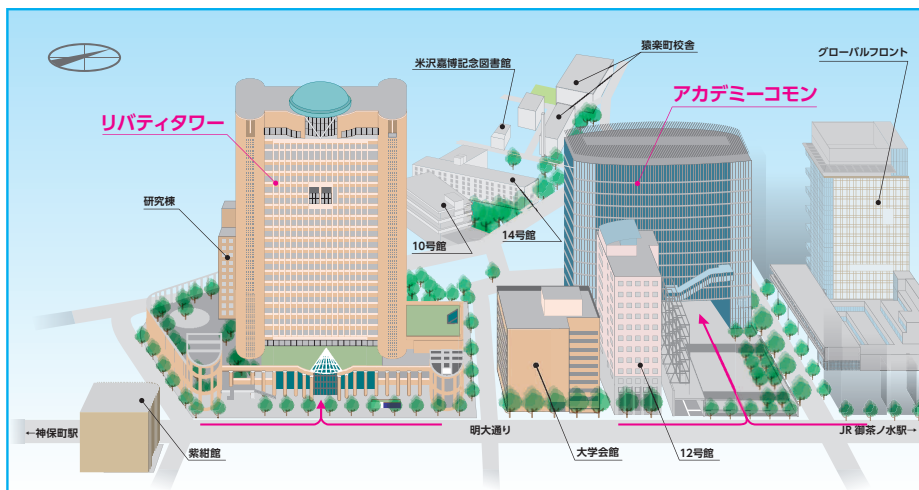 猿楽町校舎
グローバルフロント
米沢嘉博記念図書館
アカデミーコモン
リバティタワー
研究棟
14号館
10号館
←神保町駅
明大通り
JR 御茶ノ水駅→
紫紺館
大学会館
12号館